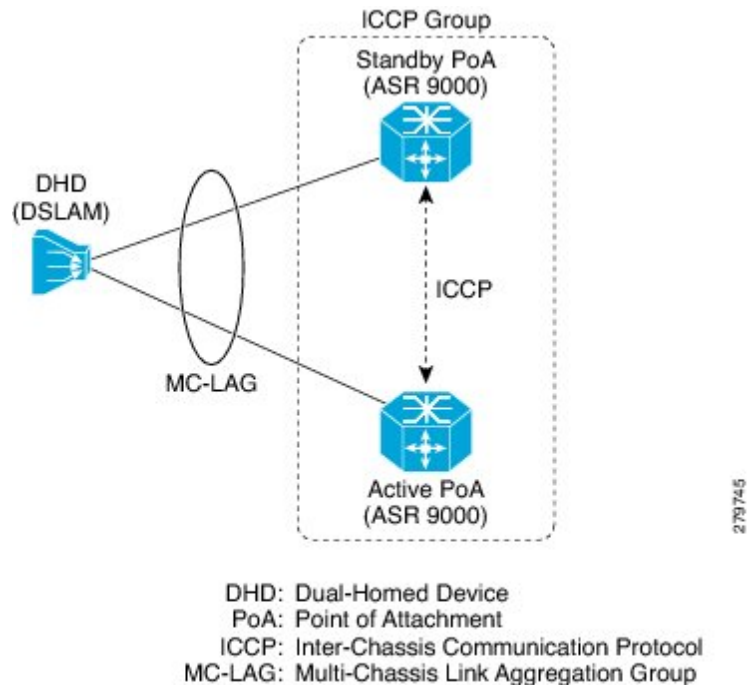 ICCP Group
Standby PoA
(ASR 9000)
DHD
(DSLAM)
ICCP
MC-LAG
Active PoA
(ASR 9000)
279745
DHD: Dual-Homed Device
PoA: Point of Attachment
ICCP: Inter-Chassis Communication Protocol
MC-LAG: Multi-Chassis Link Aggregation Group